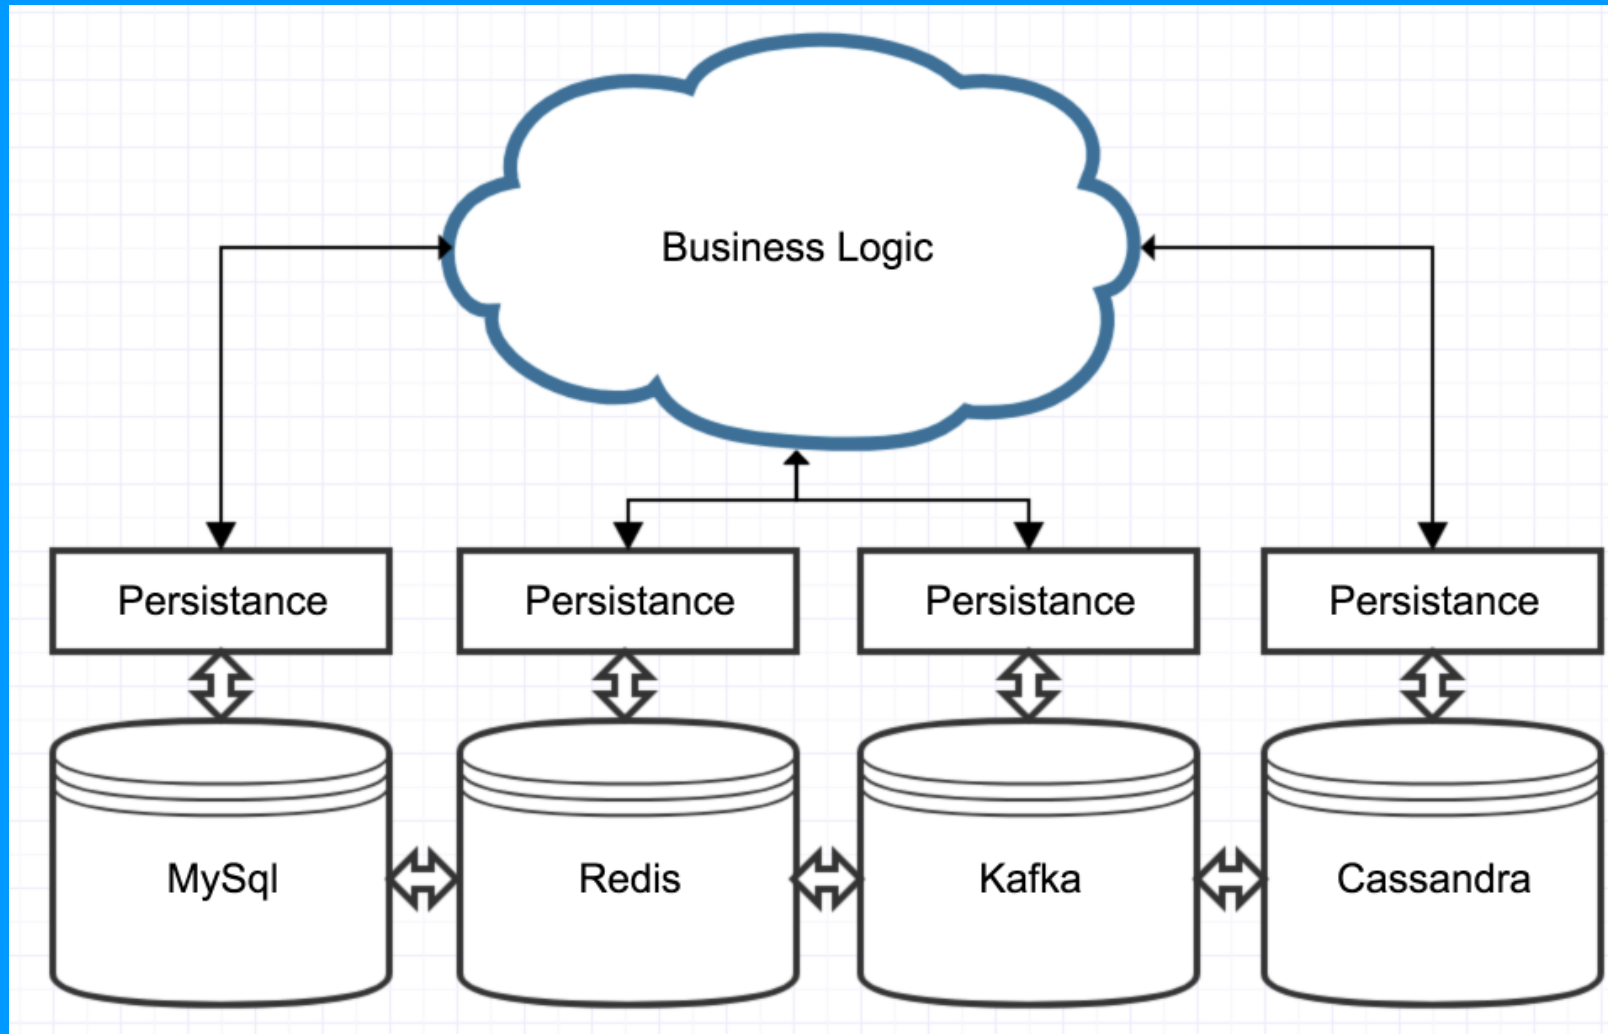 Business Logic
Persistance
Persistance
Persistance
Persistance
MySql
Redis
Kafka
Cassandra